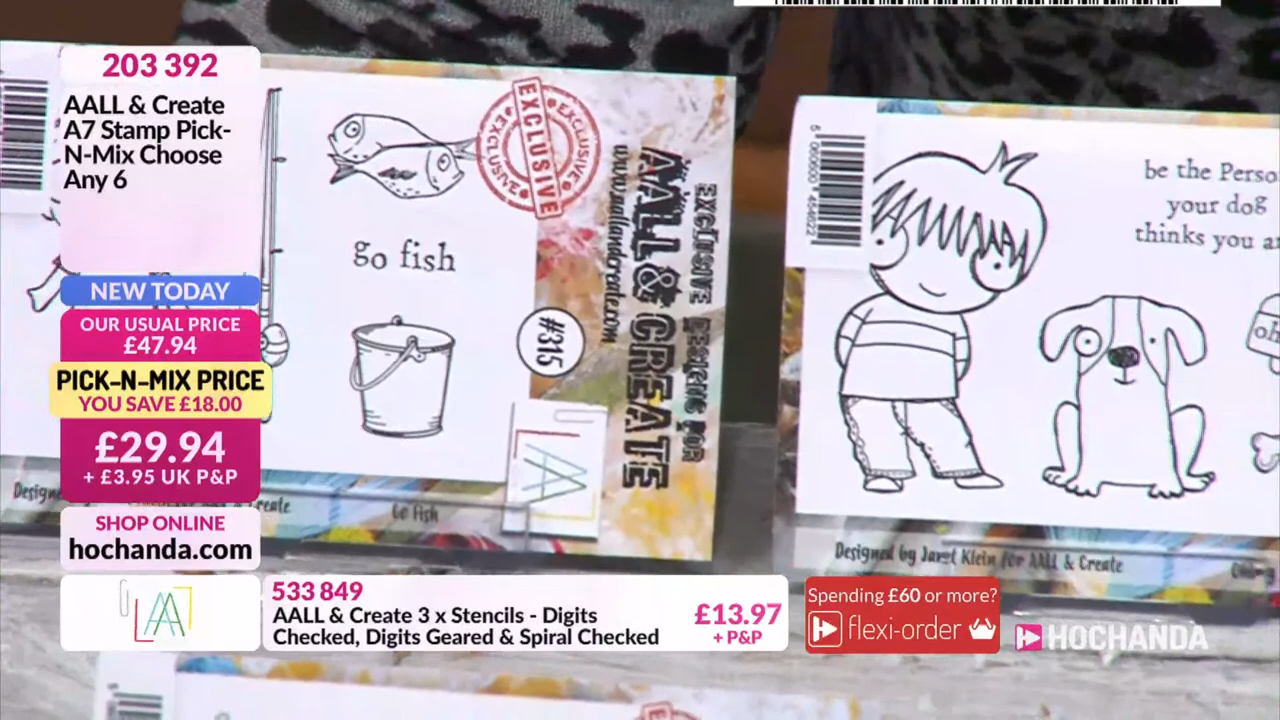 203 392
AALL & Create
A7 Stamp Pick-
N-Mix Choose
Any 6
NEW TODAY
OUR USUAL PRICE
£47.94
PICK-N-MIX PRICE
YOU SAVE £18.00
£29.94
+ £3.95 UK P&P
SHOP ONLINE
hochanda.com
go fish
EXCLUSIVE
EXCLUSIVE
EXCLUSIVE
#315
EXCLUSIVE DESIGNS FOR
AALL & CREATE
www.aallandcreate.com
Go Fish
be the Perso
your dog
thinks you a
oh
Designed by Janet Klein for AALL & Create
LAA
533 849
AALL & Create 3 x Stencils - Digits
Checked, Digits Geared & Spiral Checked
£13.97
+ P&P
Spending £60 or more?
flexi-order
HOCHANDA